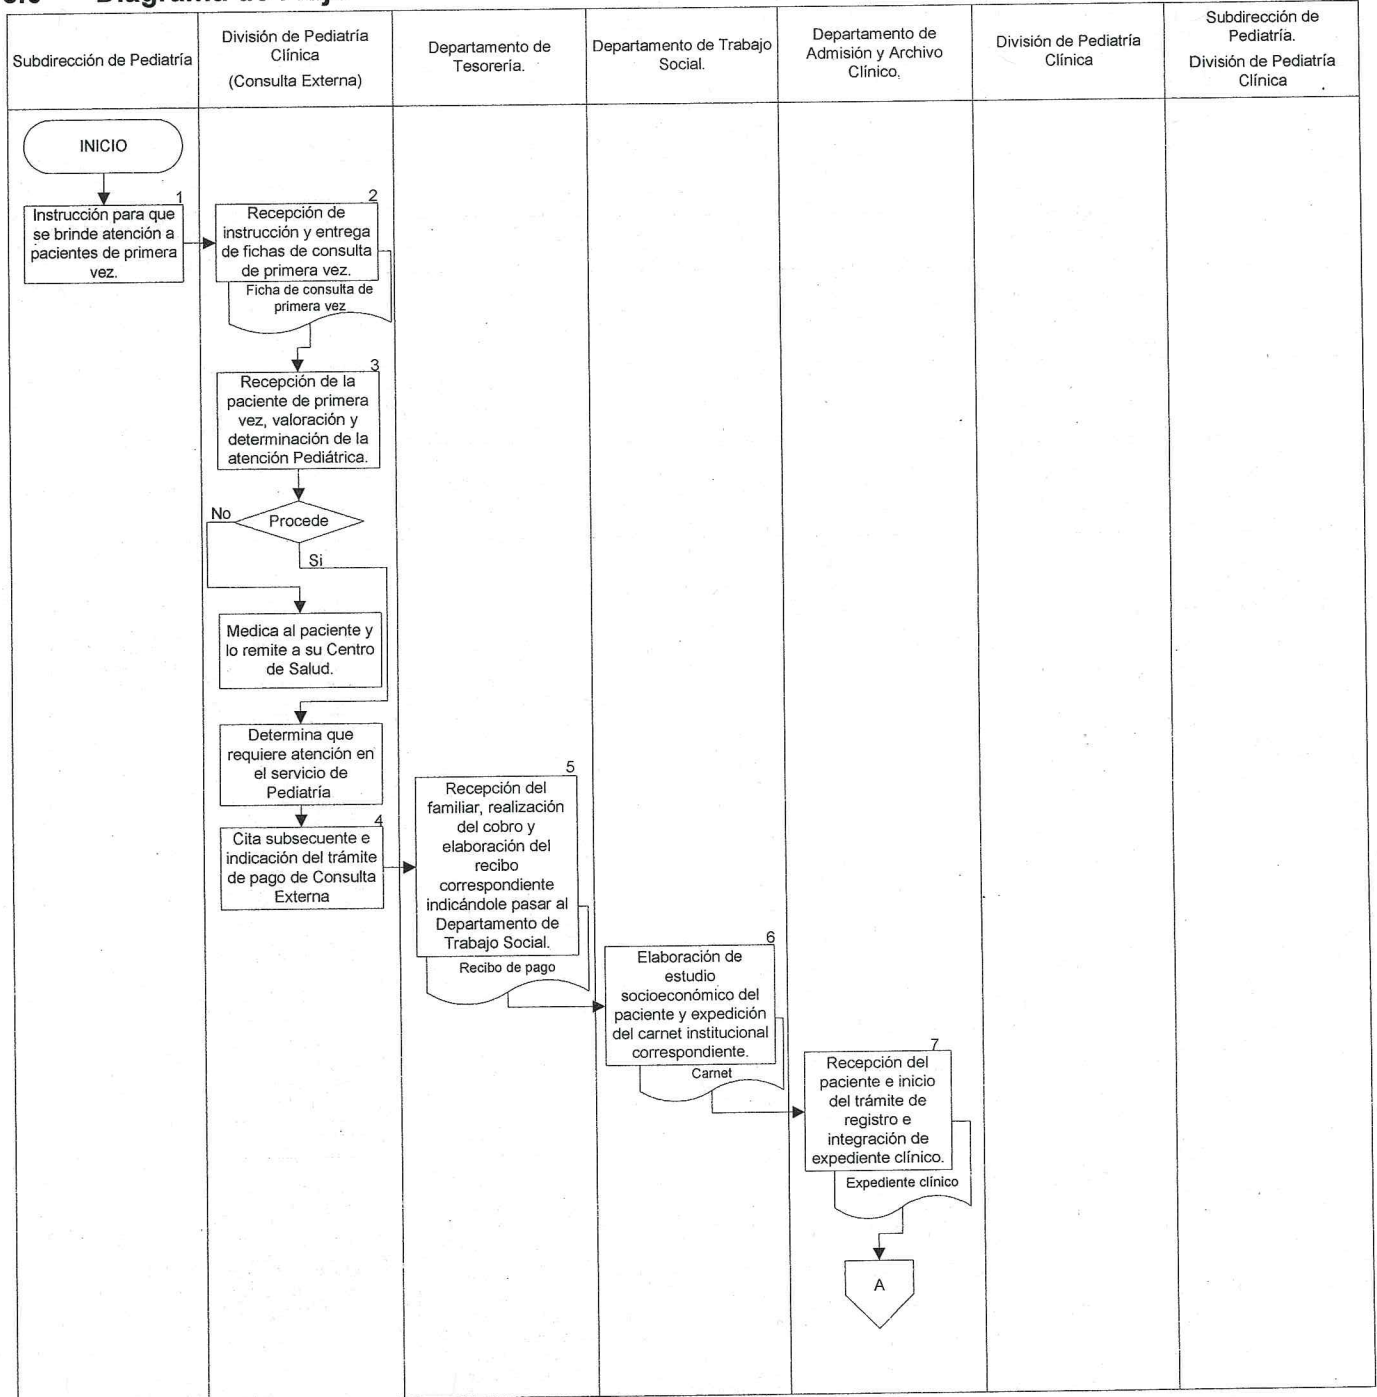 Subdirección de Pediatría
División de Pediatría
Clínica
(Consulta Externa)
Departamento de
Tesorería.
Departamento de Trabajo
Social.
Departamento de
Admisión y Archivo
Clínico.
División de Pediatría
Clínica
Subdirección de
Pediatría.
División de Pediatría
Clínica
INICIO
1
Instrucción para que
se brinde atención a
pacientes de primera
vez.
2
Recepción de
instrucción y entrega
de fichas de consulta
de primera vez.
Ficha de consulta de
primera vez
3
Recepción de la
paciente de primera
vez, valoración y
determinación de la
atención Pediátrica.
Procede
No
Si
Medica al paciente y
lo remite a su Centro
de Salud.
Determina que
requiere atención en
el servicio de
Pediatría
4
Cita subsecuente e
indicación del trámite
de pago de Consulta
Externa
5
Recepción del
familiar, realización
del cobro y
elaboración del
recibo
correspondiente
indicándole pasar al
Departamento de
Trabajo Social.
Recibo de pago
6
Elaboración de
estudio
socioeconómico del
paciente y expedición
del carnet institucional
correspondiente.
Carnet
7
Recepción del
paciente e inicio
del trámite de
registro e
integración de
expediente clínico.
Expediente clínico
A